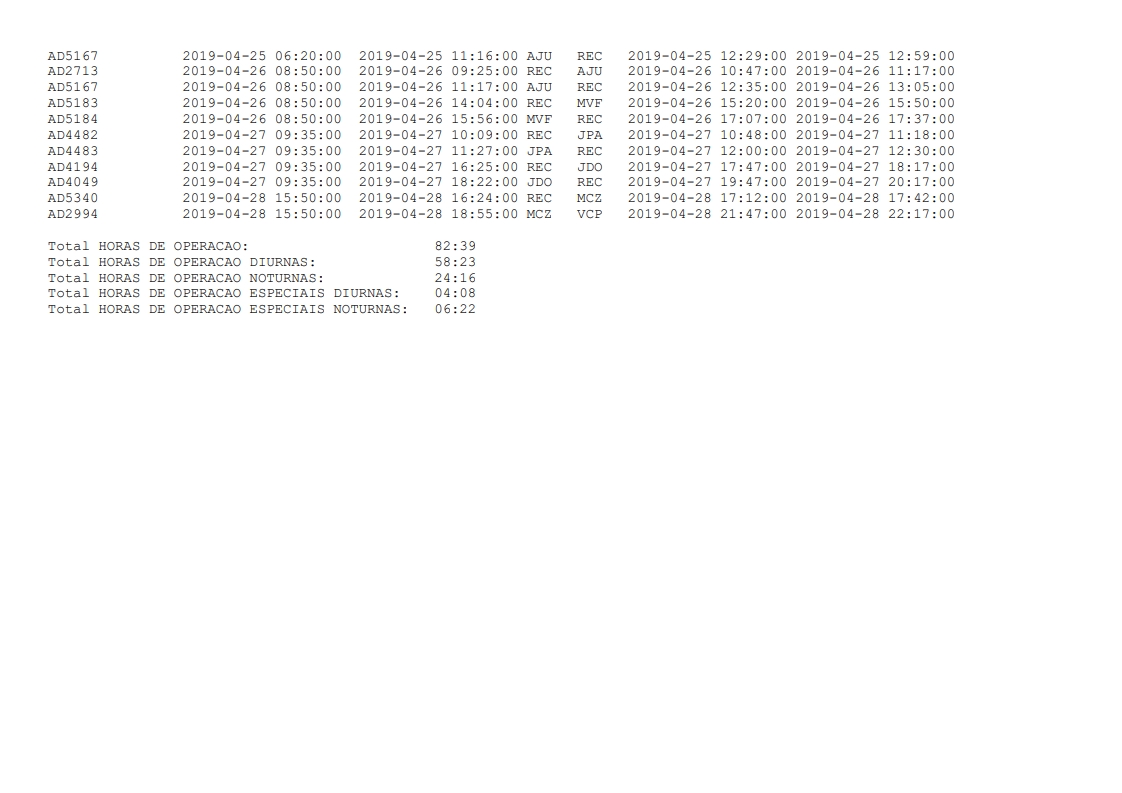 AD5167 2019-04-25 06:20:00 2019-04-25 11:16:00 AJU REC 2019-04-25 12:29:00 2019-04-25 12:59:00
AD2713 2019-04-26 08:50:00 2019-04-26 09:25:00 REC AJU 2019-04-26 10:47:00 2019-04-26 11:17:00
AD5167 2019-04-26 08:50:00 2019-04-26 11:17:00 AJU REC 2019-04-26 12:35:00 2019-04-26 13:05:00
AD5183 2019-04-26 08:50:00 2019-04-26 14:04:00 REC MVF 2019-04-26 15:20:00 2019-04-26 15:50:00
AD5184 2019-04-26 08:50:00 2019-04-26 15:56:00 MVF REC 2019-04-26 17:07:00 2019-04-26 17:37:00
AD4482 2019-04-27 09:35:00 2019-04-27 10:09:00 REC JPA 2019-04-27 10:48:00 2019-04-27 11:18:00
AD4483 2019-04-27 09:35:00 2019-04-27 11:27:00 JPA REC 2019-04-27 12:00:00 2019-04-27 12:30:00
AD4194 2019-04-27 09:35:00 2019-04-27 16:25:00 REC JDO 2019-04-27 17:47:00 2019-04-27 18:17:00
AD4049 2019-04-27 09:35:00 2019-04-27 18:22:00 JDO REC 2019-04-27 19:47:00 2019-04-27 20:17:00
AD5340 2019-04-28 15:50:00 2019-04-28 16:24:00 REC MCZ 2019-04-28 17:12:00 2019-04-28 17:42:00
AD2994 2019-04-28 15:50:00 2019-04-28 18:55:00 MCZ VCP 2019-04-28 21:47:00 2019-04-28 22:17:00
Total HORAS DE OPERACAO: 82:39
Total HORAS DE OPERACAO DIURNAS: 58:23
Total HORAS DE OPERACAO NOTURNAS: 24:16
Total HORAS DE OPERACAO ESPECIAIS DIURNAS: 04:08
Total HORAS DE OPERACAO ESPECIAIS NOTURNAS: 06:22